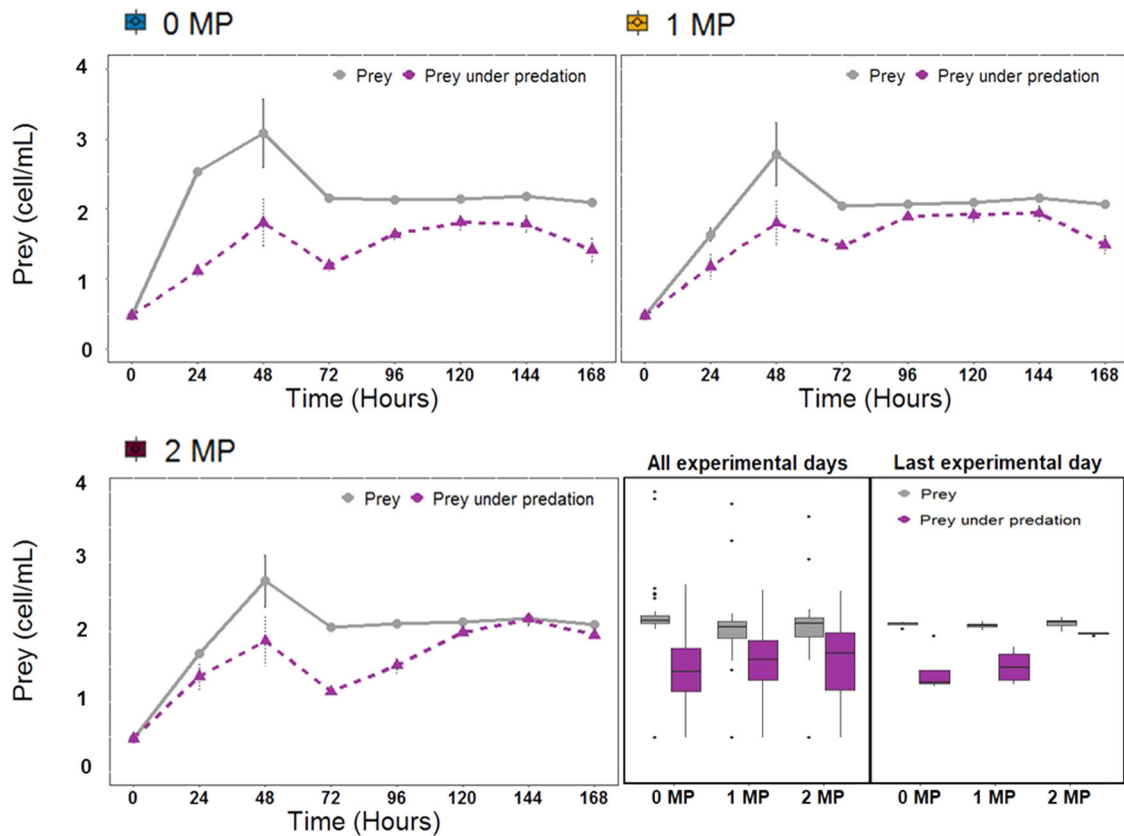 0 MP
Prey Prey under predation
4
3
2
1
0
Prey (cell/mL)
0 24 48 72 96 120 144 168
Time (Hours)
1 MP
Prey Prey under predation
0 24 48 72 96 120 144 168
Time (Hours)
2 MP
Prey Prey under predation
4
3
2
1
0
Prey (cell/mL)
0 24 48 72 96 120 144 168
Time (Hours)
All experimental days
0 MP 1 MP 2 MP
Last experimental day
Prey
Prey under predation
0 MP 1 MP 2 MP